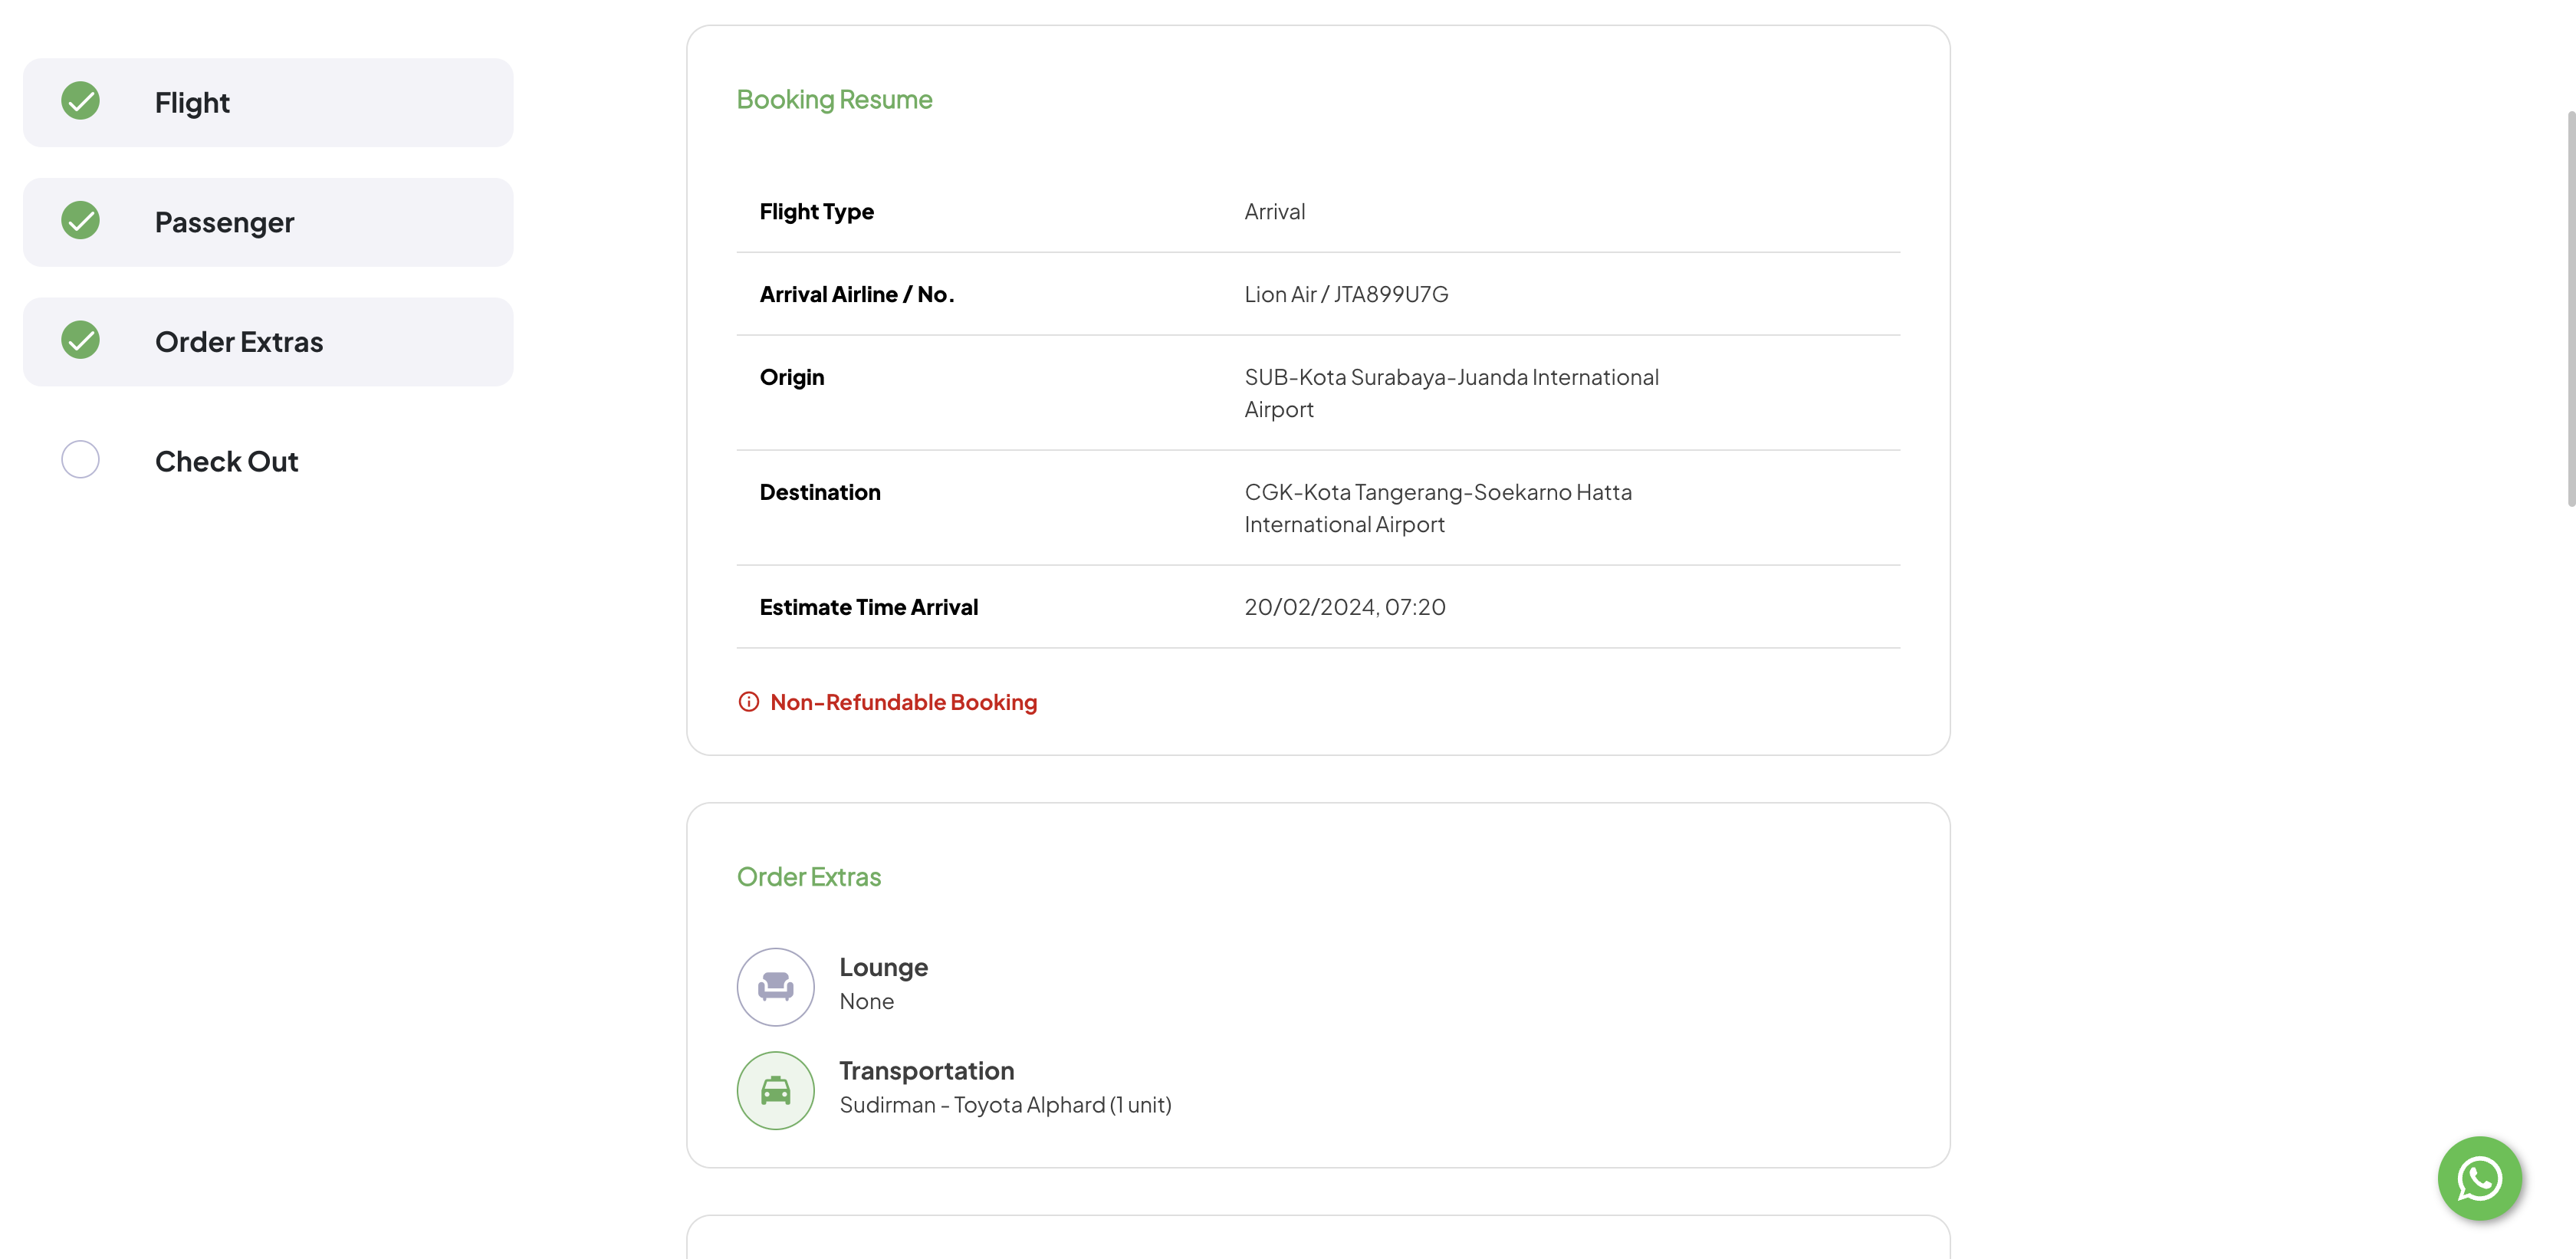 Flight
Passenger
Order Extras
Check Out
Booking Resume
Flight Type Arrival
Arrival Airline / No. Lion Air / JTA899U7G
Origin SUB-Kota Surabaya-Juanda International
Airport
Destination CGK-Kota Tangerang-Soekarno Hatta
International Airport
Estimate Time Arrival 20/02/2024, 07:20
Non-Refundable Booking
Order Extras
Lounge
None
Transportation
Sudirman - Toyota Alphard (1 unit)